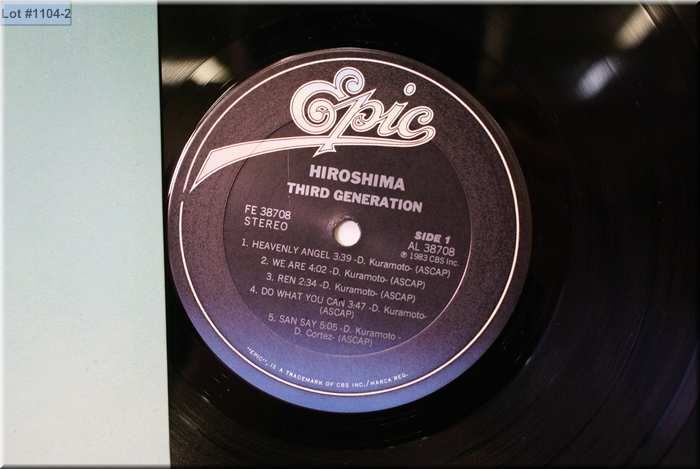 Lot #1104-2
Epic
HIROSHIMA
THIRD GENERATION
FE 38708
STEREO
SIDE 1
AL 38708
℗ 1983 CBS Inc.
1. HEAVENLY ANGEL 3:39 -D. Kuramoto- (ASCAP)
2. WE ARE 4:02 -D. Kuramoto- (ASCAP)
3. REN 2:34 -D. Kuramoto- (ASCAP)
4. DO WHAT YOU CAN 3:47 -D. Kuramoto-
(ASCAP)
5. SAN SAY 5:05 -D. Kuramoto -
D. Cortez- (ASCAP)
"EPIC", IS A TRADEMARK OF CBS INC./MARCA REG.